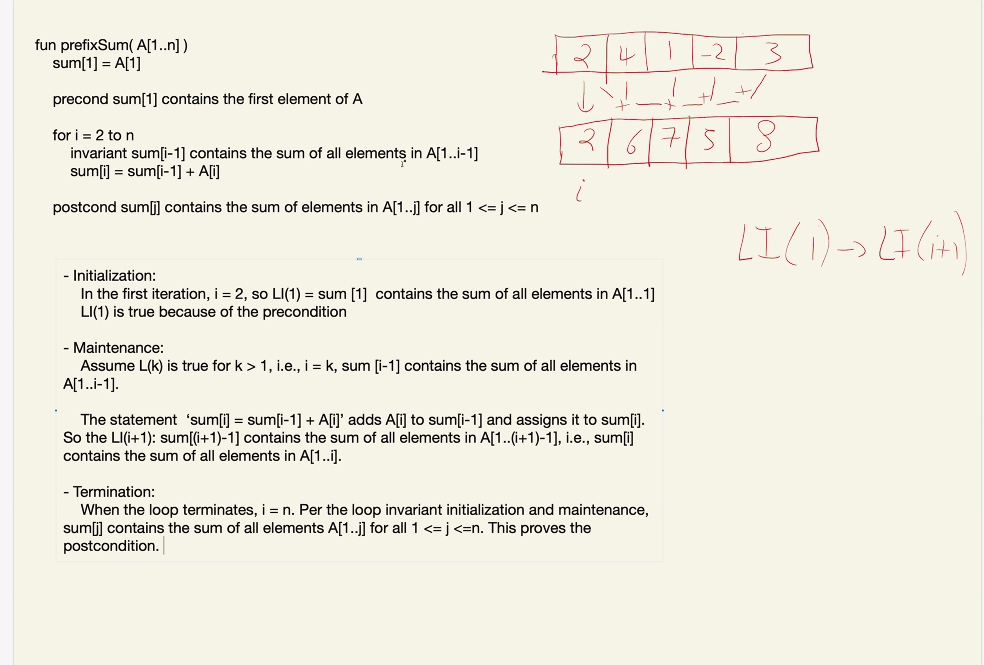 fun prefixSum( A[1..n] )
sum[1] = A[1]
precond sum[1] contains the first element of A
for i = 2 to n
invariant sum[i-1] contains the sum of all elements in A[1..i-1]
sum[i] = sum[i-1] + A[i]
postcond sum[j] contains the sum of elements in A[1..j] for all 1 <= j <= n
2 4 1 -2 3
+ + + +
2 6 7 5 8
i
LI(1) → LI(i+1)
- Initialization:
In the first iteration, i = 2, so LI(1) = sum [1]  contains the sum of all elements in A[1..1]
LI(1) is true because of the precondition
- Maintenance:
Assume L(k) is true for k > 1, i.e., i = k, sum [i-1] contains the sum of all elements in
A[1..i-1].
The statement  ‘sum[i] = sum[i-1] + A[i]’ adds A[i] to sum[i-1] and assigns it to sum[i].
So the LI(i+1): sum[(i+1)-1] contains the sum of all elements in A[1..(i+1)-1], i.e., sum[i]
contains the sum of all elements in A[1..i].
- Termination:
When the loop terminates, i = n. Per the loop invariant initialization and maintenance,
sum[j] contains the sum of all elements A[1..j] for all 1 <= j <=n. This proves the
postcondition.